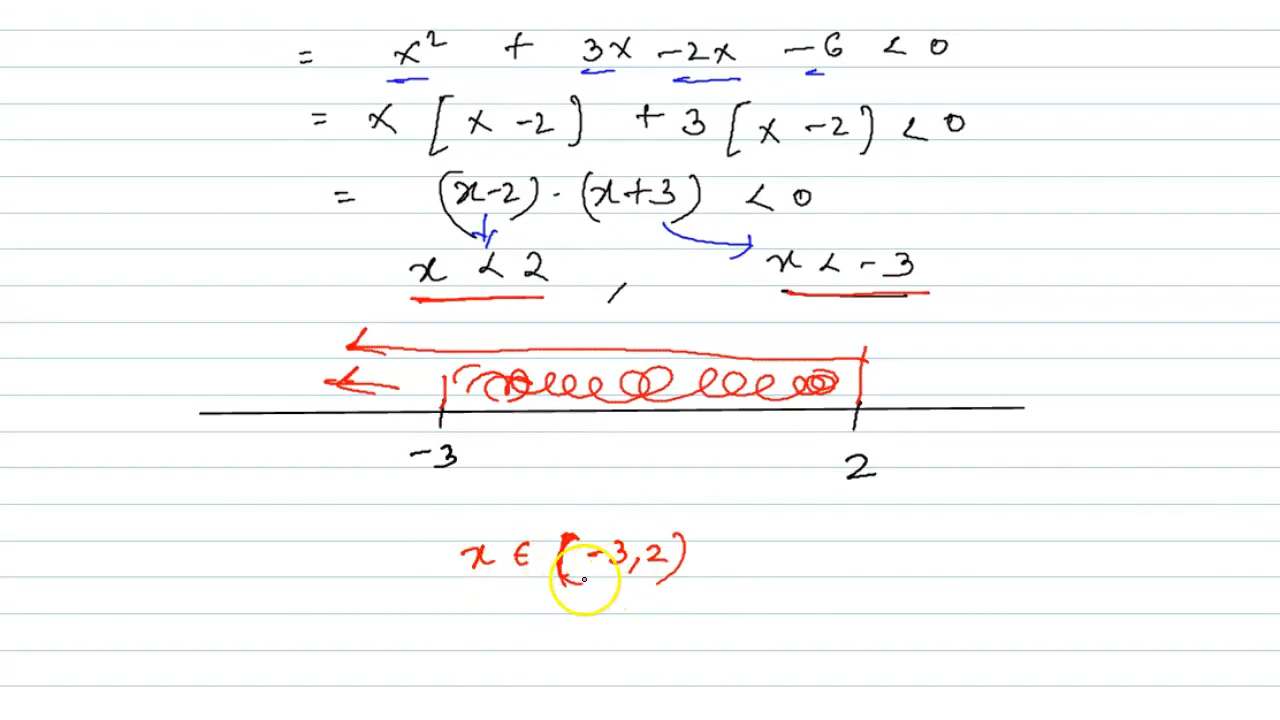 = x² + 3x -2x -6 < 0
= x [x -2] + 3 [x -2] < 0
= (x-2) . (x+3) < 0
x < 2 , x < -3
-3 2
x ∈ (-3, 2)